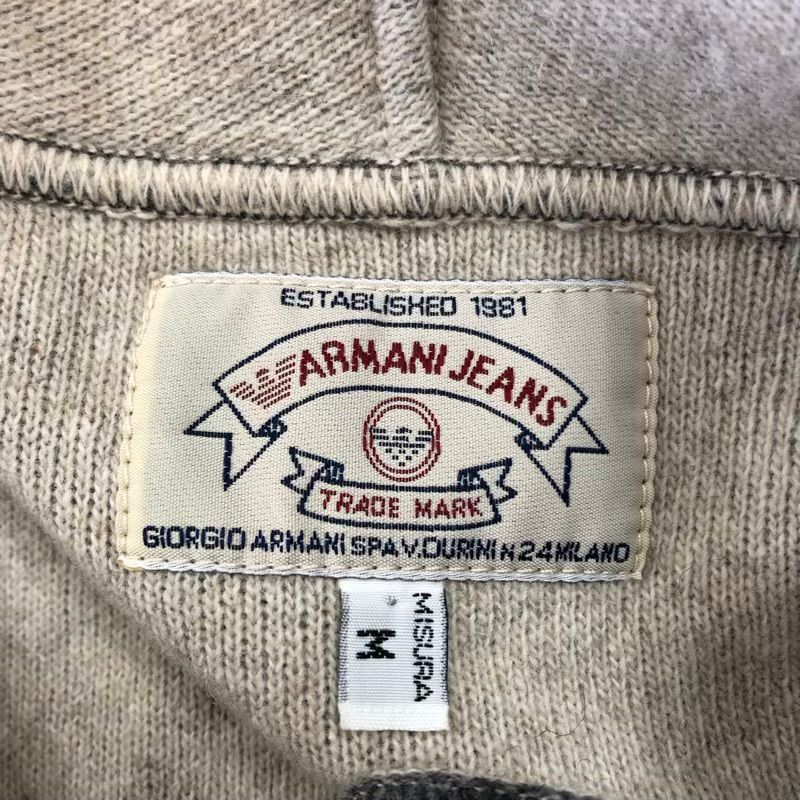 ESTABLISHED 1981
ARMANI JEANS
TRADE MARK
GIORGIO ARMANI SPA V. DURINI N 24 MILANO
MISURA
M